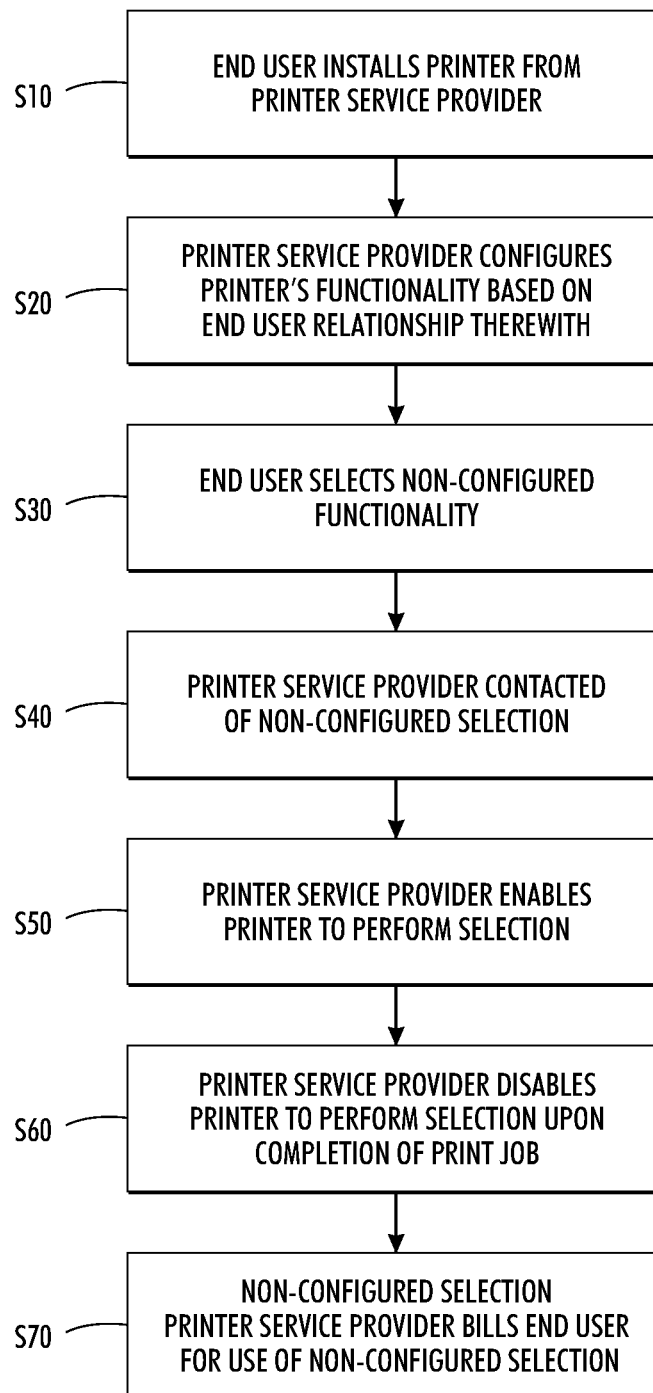 S10
END USER INSTALLS PRINTER FROM
PRINTER SERVICE PROVIDER
S20
PRINTER SERVICE PROVIDER CONFIGURES
PRINTER'S FUNCTIONALITY BASED ON
END USER RELATIONSHIP THEREWITH
S30
END USER SELECTS NON-CONFIGURED
FUNCTIONALITY
S40
PRINTER SERVICE PROVIDER CONTACTED
OF NON-CONFIGURED SELECTION
S50
PRINTER SERVICE PROVIDER ENABLES
PRINTER TO PERFORM SELECTION
S60
PRINTER SERVICE PROVIDER DISABLES
PRINTER TO PERFORM SELECTION UPON
COMPLETION OF PRINT JOB
S70
NON-CONFIGURED SELECTION
PRINTER SERVICE PROVIDER BILLS END USER
FOR USE OF NON-CONFIGURED SELECTION